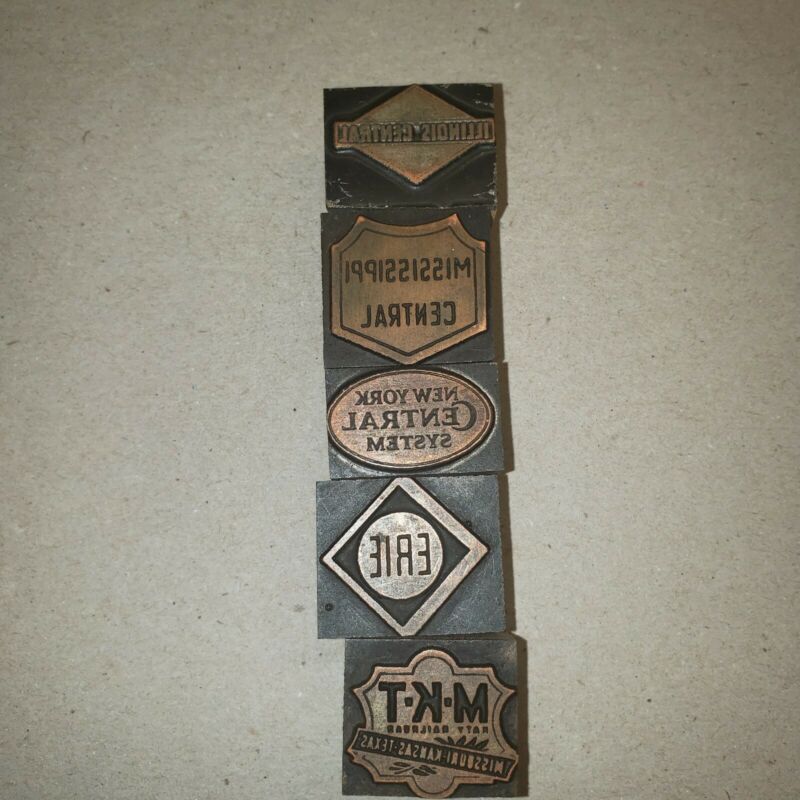 ILLINOIS CENTRAL
MISSISSIPPI
CENTRAL
NEW YORK
CENTRAL
SYSTEM
ERIE
M·K·T
KATY RAILROAD
MISSOURI·KANSAS·TEXAS